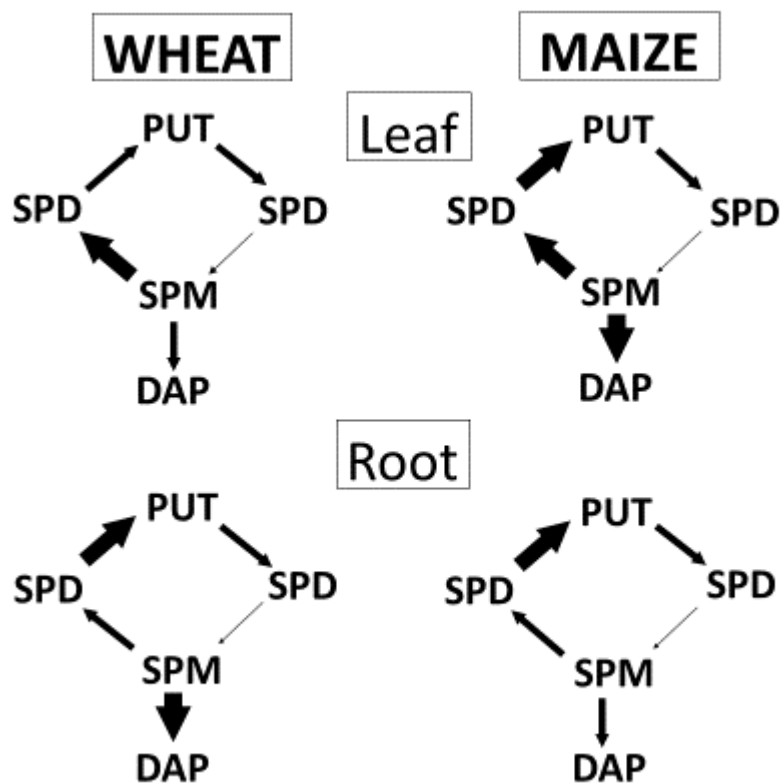 WHEAT MAIZE
Leaf
PUT PUT
SPD SPD SPD SPD
SPM SPM
DAP DAP
Root
PUT PUT
SPD SPD SPD SPD
SPM SPM
DAP DAP